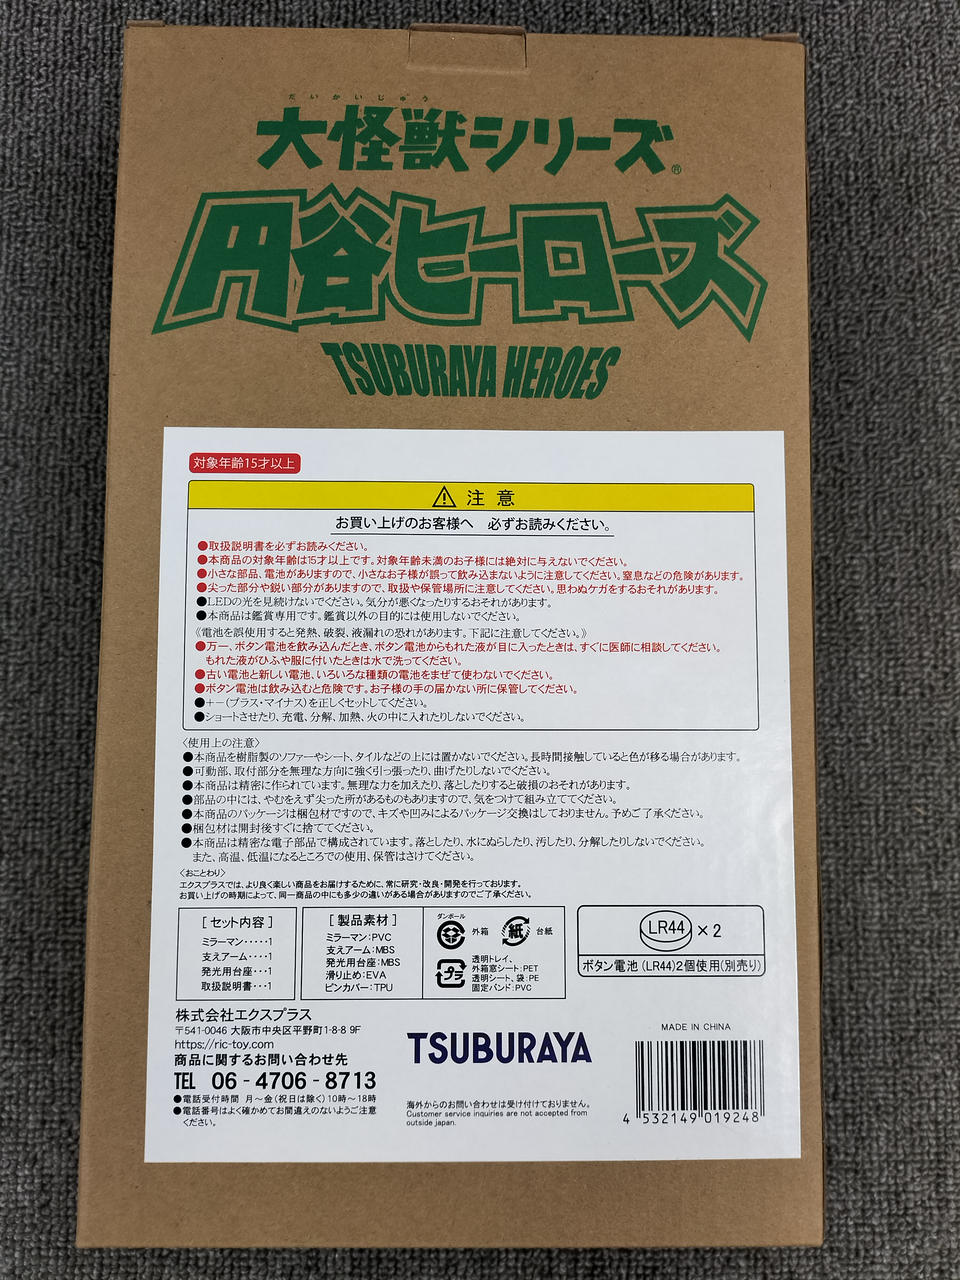 だいかいじゅう
大怪獣シリーズ®
円谷ヒーローズ
TSUBURAYA HEROES
対象年齢15才以上
⚠ 注意
お買い上げのお客様へ 必ずお読みください。
●取扱説明書を必ずお読みください。
●本商品の対象年齢は15才以上です。対象年齢未満のお子様には絶対に与えないでください。
●小さな部品、電池がありますので、小さなお子様が誤って飲み込まないように注意してください。窒息などの危険があります。
●尖った部分や鋭い部分がありますので、取扱や保管場所に注意してください。思わぬケガをするおそれがあります。
●LEDの光を見続けないでください。気分が悪くなったりするおそれがあります。
●本商品は鑑賞専用です。鑑賞以外の目的には使用しないでください。
《電池を誤使用すると発熱、破裂、液漏れの恐れがあります。下記に注意してください。》
●万一、ボタン電池を飲み込んだとき、ボタン電池からもれた液が目に入ったときは、すぐに医師に相談してください。
もれた液がひふや服に付いたときは水で洗ってください。
●古い電池と新しい電池、いろいろな種類の電池をまぜて使わないでください。
●ボタン電池は飲み込むと危険です。お子様の手の届かない所に保管してください。
●+−(プラス・マイナス)を正しくセットしてください。
●ショートさせたり、充電、分解、加熱、火の中に入れたりしないでください。
〈使用上の注意〉
●本商品を樹脂製のソファーやシート、タイルなどの上には置かないでください。長時間接触していると色が移る場合があります。
●可動部、取付部分を無理な方向に強く引っ張ったり、曲げたりしないでください。
●本商品は精密に作られています。無理な力を加えたり、落としたりすると破損のおそれがあります。
●部品の中には、やむをえず尖った所があるものもありますので、気をつけて組み立ててください。
●本商品のパッケージは梱包材ですので、キズや凹みによるパッケージ交換はしておりません。予めご了承ください。
●梱包材は開封後すぐに捨ててください。
●本商品は精密な電子部品で構成されています。落としたり、水にぬらしたり、汚したり、分解したりしないでください。
また、高温、低温になるところでの使用、保管はさけてください。
〈おことわり〉
エクスプラスでは、より良く楽しい商品をお届けするために、常に研究・改良・開発を行っております。
お買い上げの時期によって、同一商品の中にも多少の違いがある場合がありますのでご了承ください。
[セット内容]
ミラーマン・・・・・1
支えアーム・・・・1
発光用台座・・・1
取扱説明書・・・1
[製品素材]
ミラーマン:PVC
支えアーム:MBS
発光用台座:MBS
滑り止め:EVA
ピンカバー:TPU
ダンボール
外箱
紙
台紙
プラ
透明トレイ、
外箱窓シート:PET
透明シート、袋:PE
固定バンド:PVC
LR44 ×2
ボタン電池(LR44)2個使用(別売り)
株式会社エクスプラス
〒541-0046 大阪市中央区平野町1-8-8 9F
https://ric-toy.com
商品に関するお問い合わせ先
TEL 06-4706-8713
●電話受付時間 月〜金(祝日は除く)10時〜18時
●電話番号はよく確かめてお間違えのないようご注意
ください。
TSUBURAYA
海外からのお問い合わせは受け付けておりません。
Customer service inquiries are not accepted from
outside japan.
MADE IN CHINA
4 532149 019248